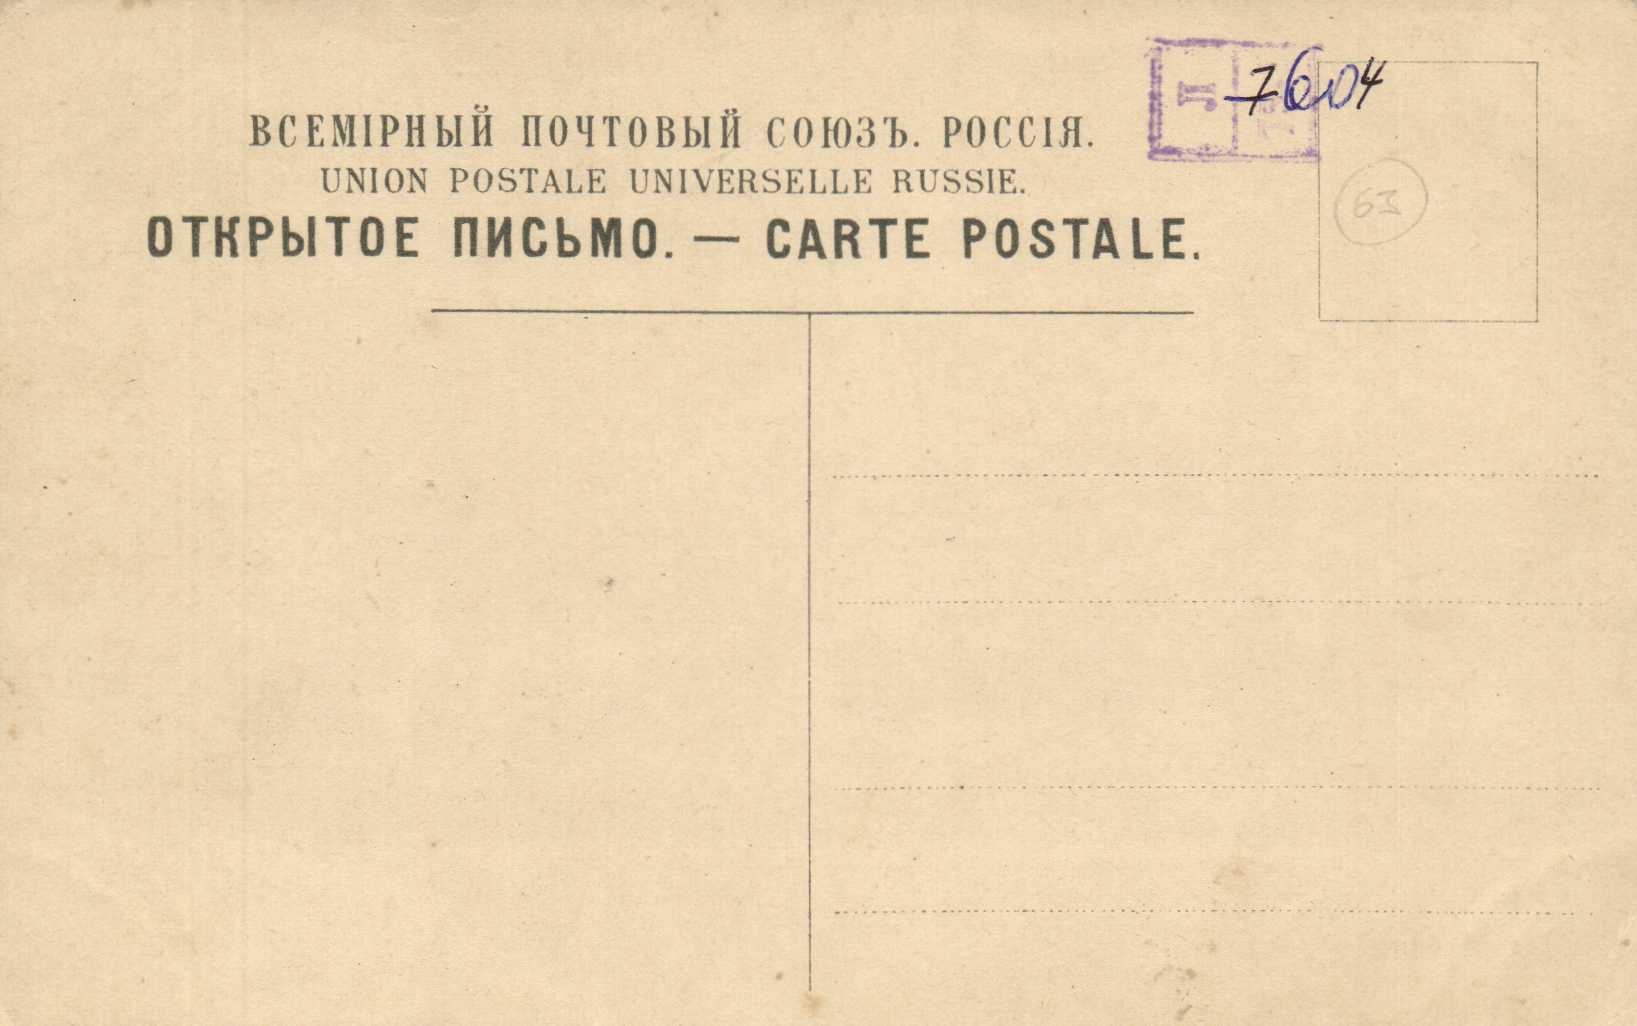 ВСЕМІРНЫЙ ПОЧТОВЫЙ СОЮЗЪ. РОССІЯ.
UNION POSTALE UNIVERSELLE RUSSIE.
ОТКРЫТОЕ ПИСЬМО. — CARTE POSTALE.
Л
7604
63